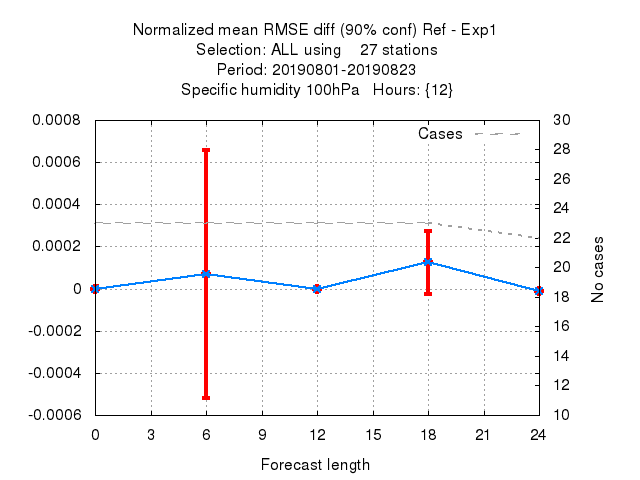 Normalized mean RMSE diff (90% conf) Ref - Exp1
Selection: ALL using    27 stations
Period: 20190801-20190823
Specific humidity 100hPa   Hours: {12}
Cases
0.0008
0.0006
0.0004
0.0002
0
-0.0002
-0.0004
-0.0006
30
28
26
24
22
20
18
16
14
12
10
No cases
0 3 6 9 12 15 18 21 24
Forecast length